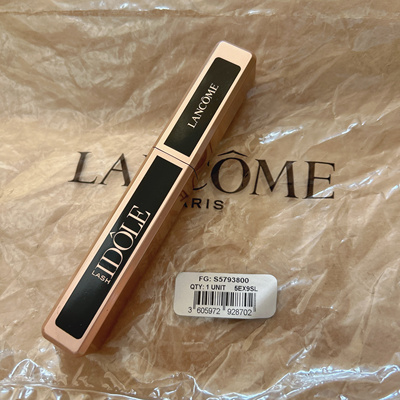 LANCÔME
LANCÔME
PARIS
LASH IDÔLE
FG: S5793800
QTY: 1 UNIT 5EX9SL
3 605972 928702